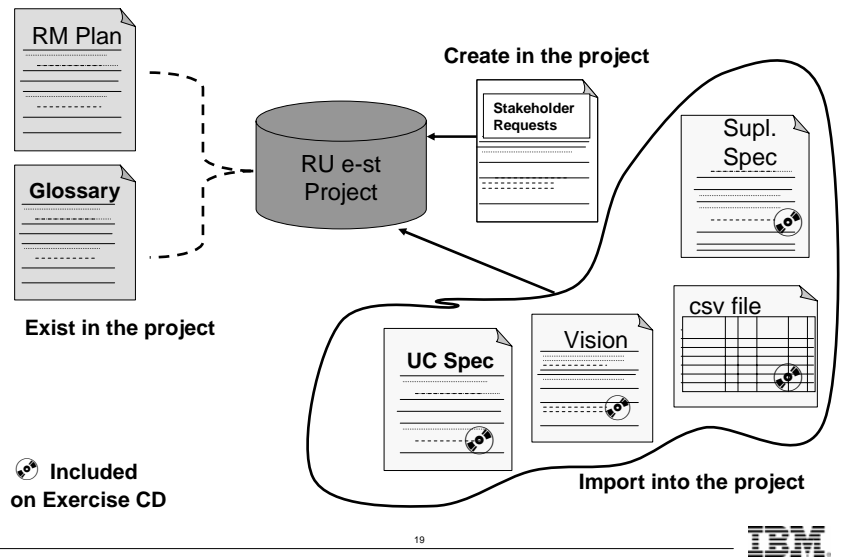 RM Plan
Glossary
Exist in the project
RU e-st
Project
Create in the project
Stakeholder
Requests
Supl.
Spec
csv file
Vision
UC Spec
Import into the project
Included
on Exercise CD
19
IBM.